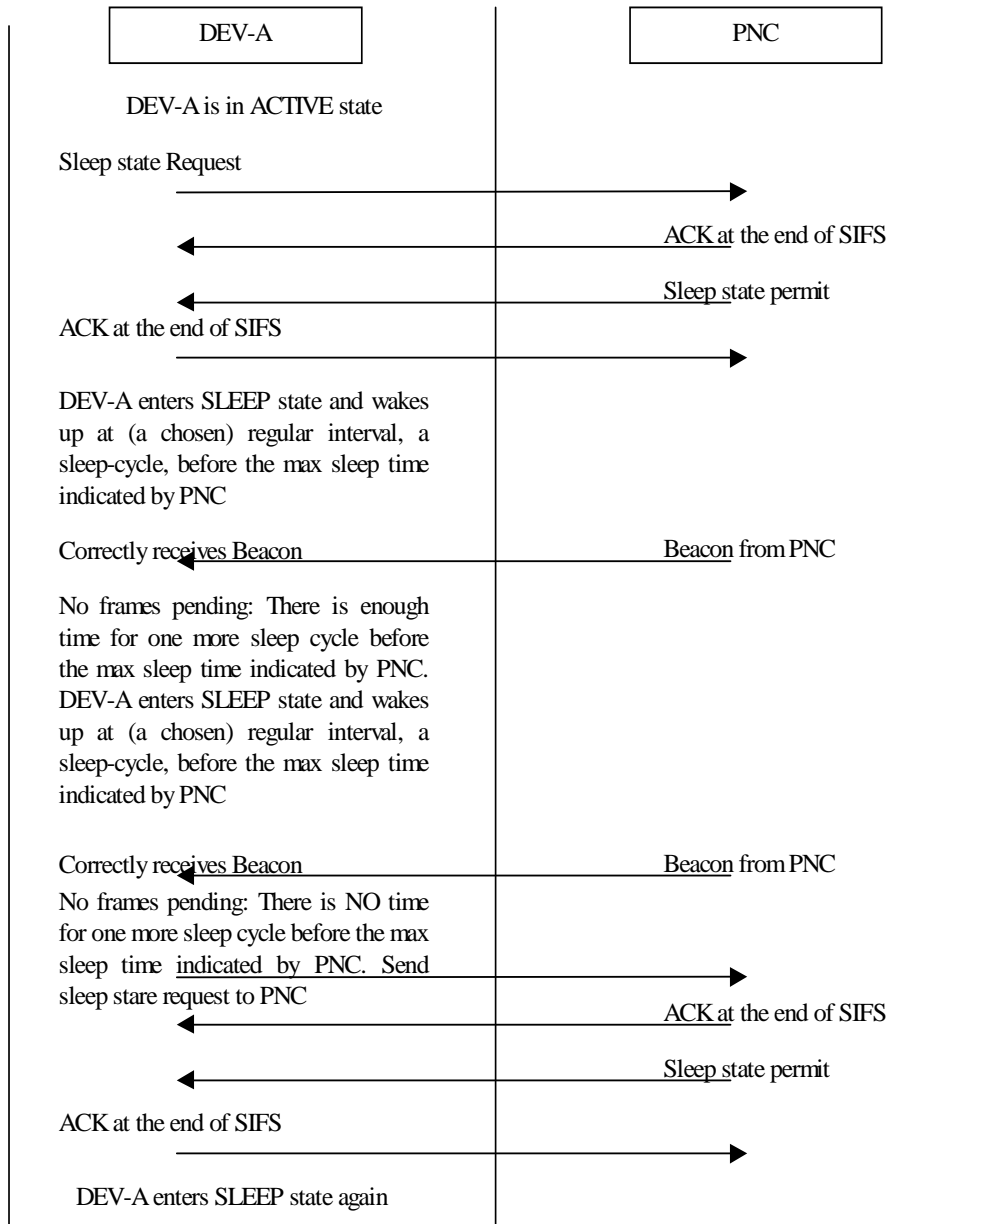 DEV-A
PNC
DEV-A is in ACTIVE state
Sleep state Request
ACK at the end of SIFS
Sleep state permit
ACK at the end of SIFS
DEV-A enters SLEEP state and wakes
up at (a chosen) regular interval, a
sleep-cycle, before the max sleep time
indicated by PNC
Correctly receives Beacon
Beacon from PNC
No frames pending: There is enough
time for one more sleep cycle before
the max sleep time indicated by PNC.
DEV-A enters SLEEP state and wakes
up at (a chosen) regular interval, a
sleep-cycle, before the max sleep time
indicated by PNC
Correctly receives Beacon
Beacon from PNC
No frames pending: There is NO time
for one more sleep cycle before the max
sleep time indicated by PNC. Send
sleep stare request to PNC
ACK at the end of SIFS
Sleep state permit
ACK at the end of SIFS
DEV-A enters SLEEP state again